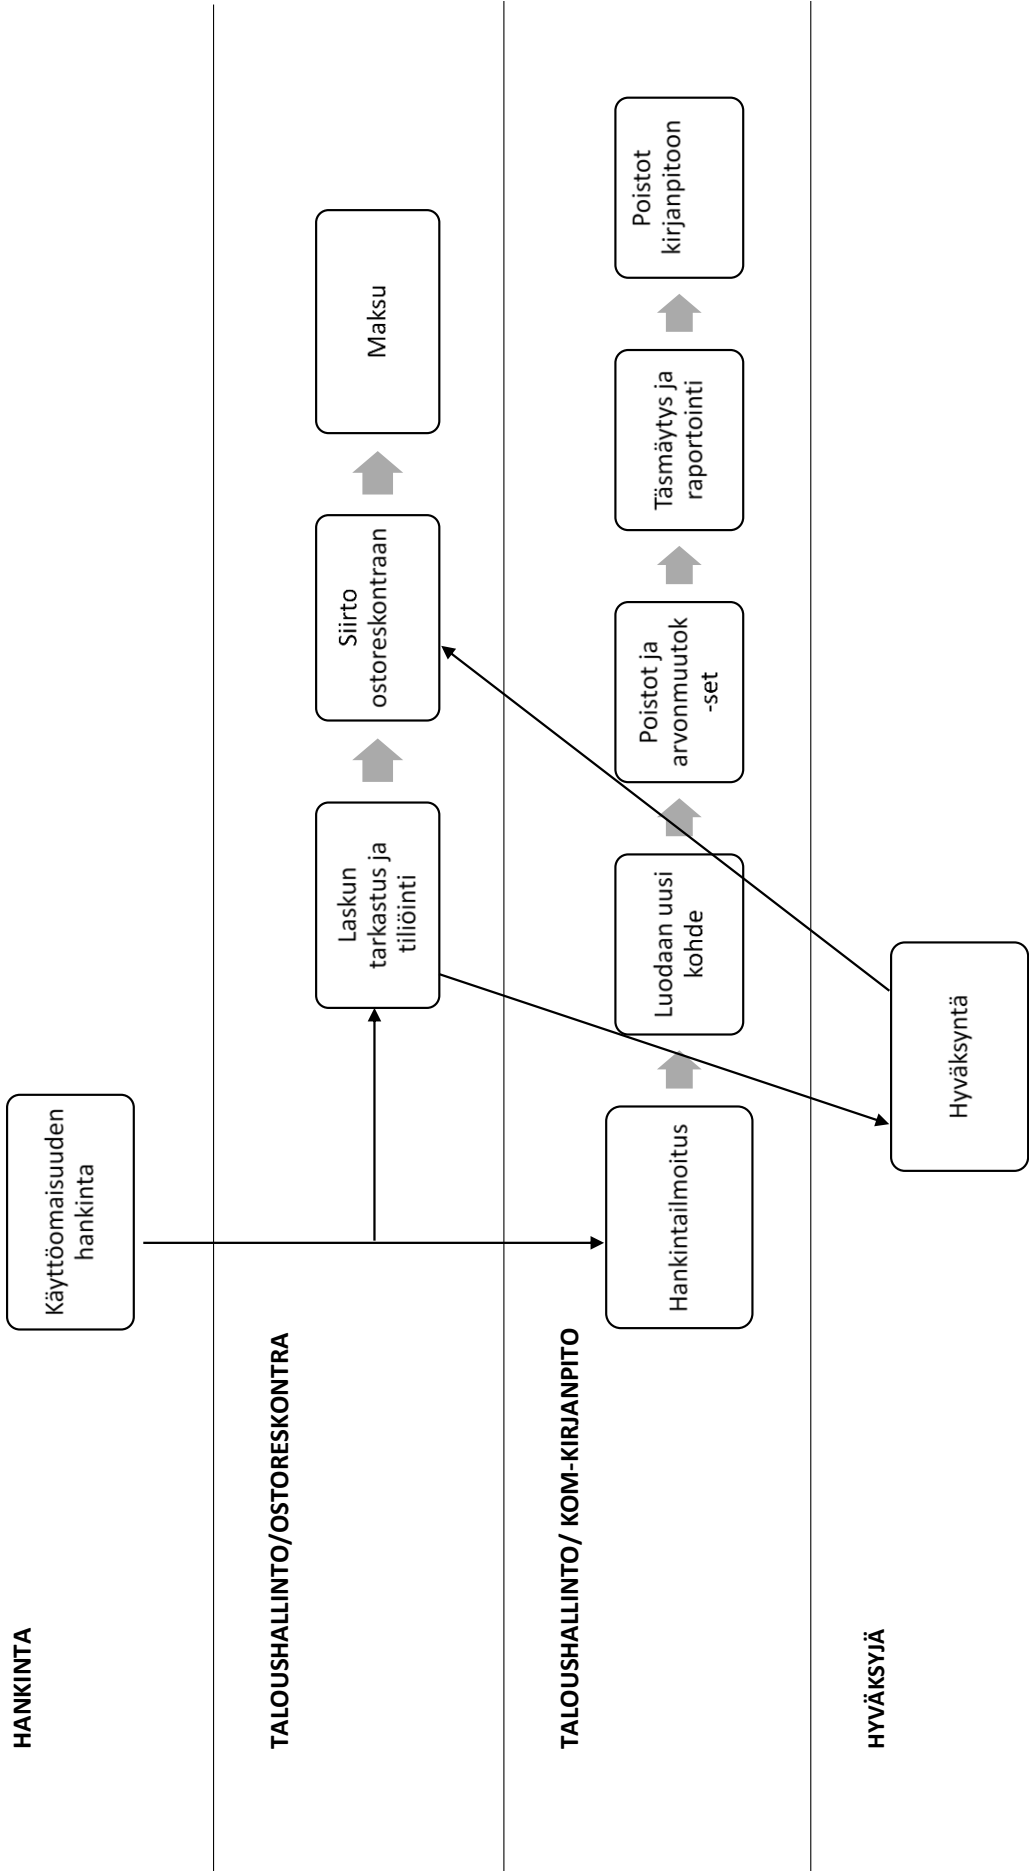 HANKINTA
Käyttöomaisuuden
hankinta
TALOUSHALLINTO/OSTORESKONTRA
Laskun
tarkastus ja
tiliöinti
Siirto
ostoreskontraan
Maksu
TALOUSHALLINTO/ KOM-KIRJANPITO
Hankintailmoitus
Luodaan uusi
kohde
Poistot ja
arvonmuutok
-set
Täsmäytys ja
raportointi
Poistot
kirjanpitoon
HYVÄKSYJÄ
Hyväksyntä